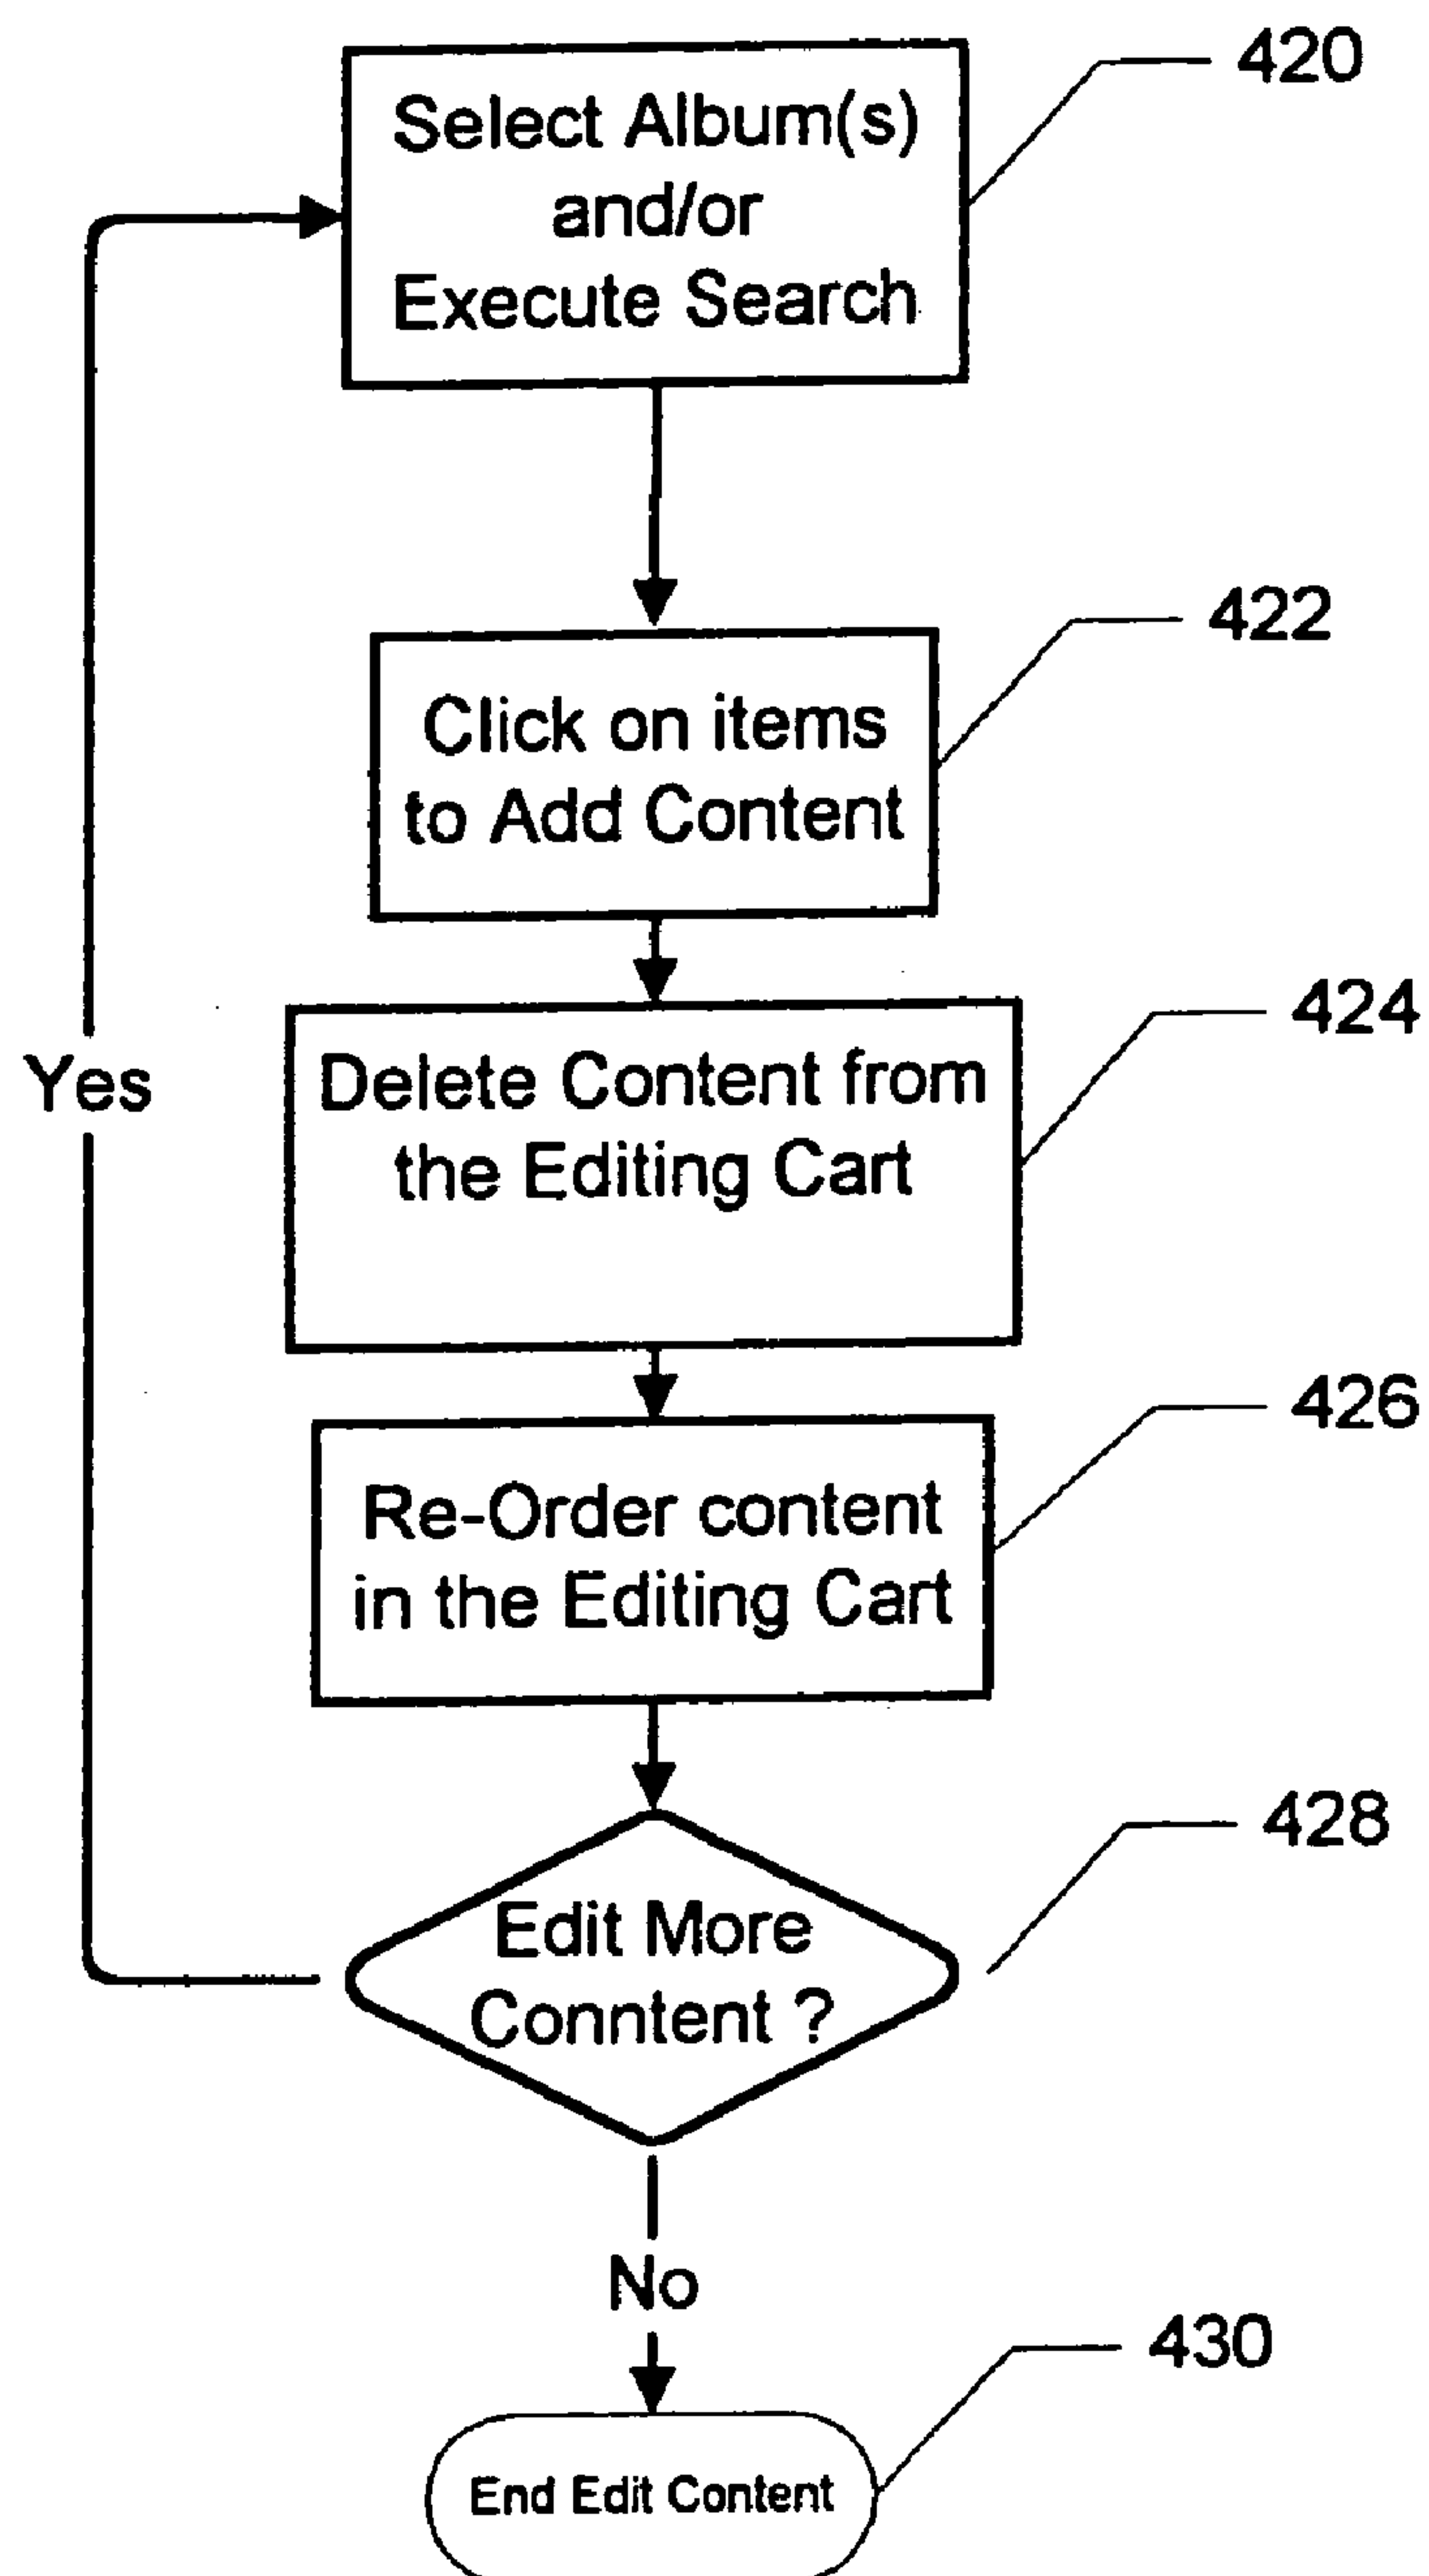 420
Select Album(s)
and/or
Execute Search
422
Click on items
to Add Content
424
Yes
Delete Content from
the Editing Cart
426
Re-Order content
in the Editing Cart
428
Edit More
Conntent ?
No
430
End Edit Content